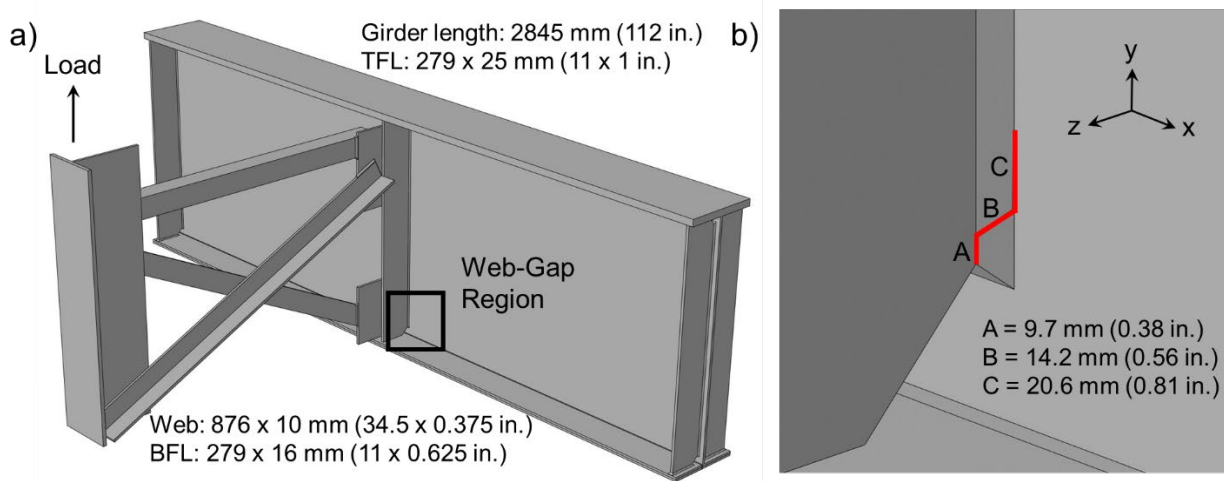 a)
Load
Girder length: 2845 mm (112 in.)
TFL: 279 x 25 mm (11 x 1 in.)
Web-Gap
Region
Web: 876 x 10 mm (34.5 x 0.375 in.)
BFL: 279 x 16 mm (11 x 0.625 in.)
b)
y
z
x
C
B
A
A = 9.7 mm (0.38 in.)
B = 14.2 mm (0.56 in.)
C = 20.6 mm (0.81 in.)